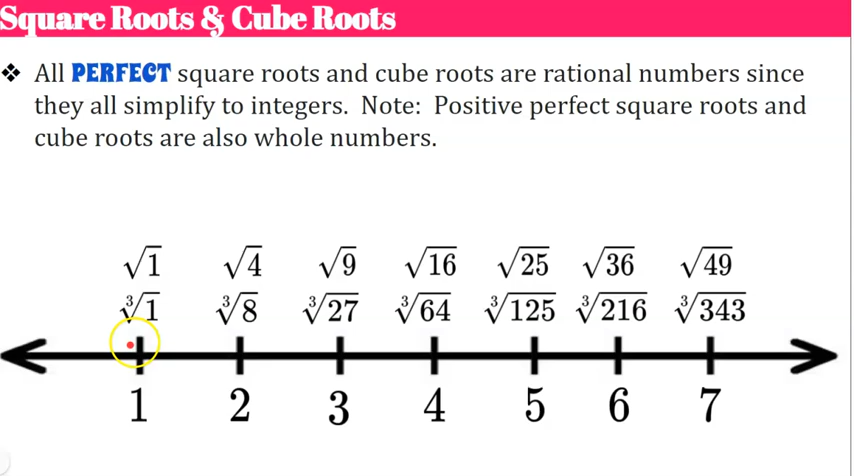 Square Roots & Cube Roots
❖ All PERFECT square roots and cube roots are rational numbers since
they all simplify to integers. Note: Positive perfect square roots and
cube roots are also whole numbers.
√1 √4 √9 √16 √25 √36 √49
∛1 ∛8 ∛27 ∛64 ∛125 ∛216 ∛343
1 2 3 4 5 6 7